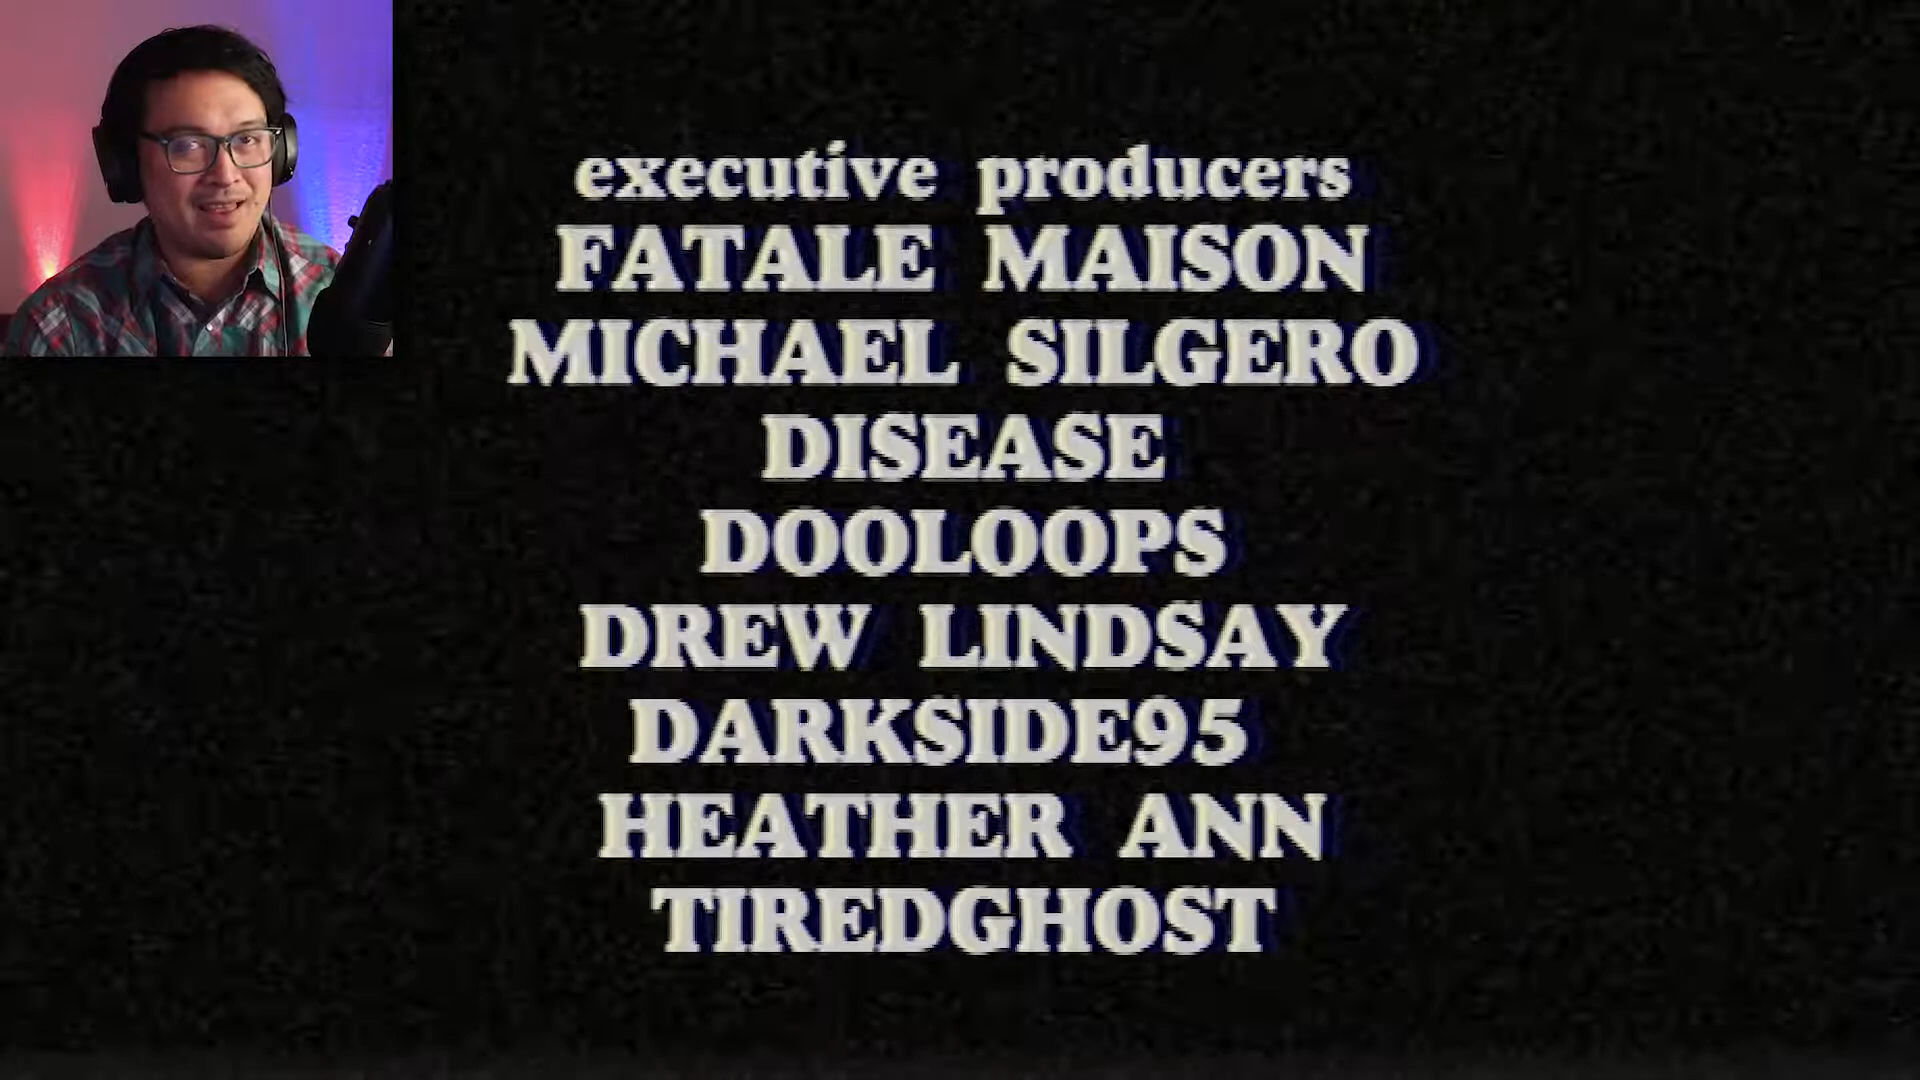 executive producers
FATALE MAISON
MICHAEL SILGERO
DISEASE
DOOLOOPS
DREW LINDSAY
DARKSIDE95
HEATHER ANN
TIREDGHOST